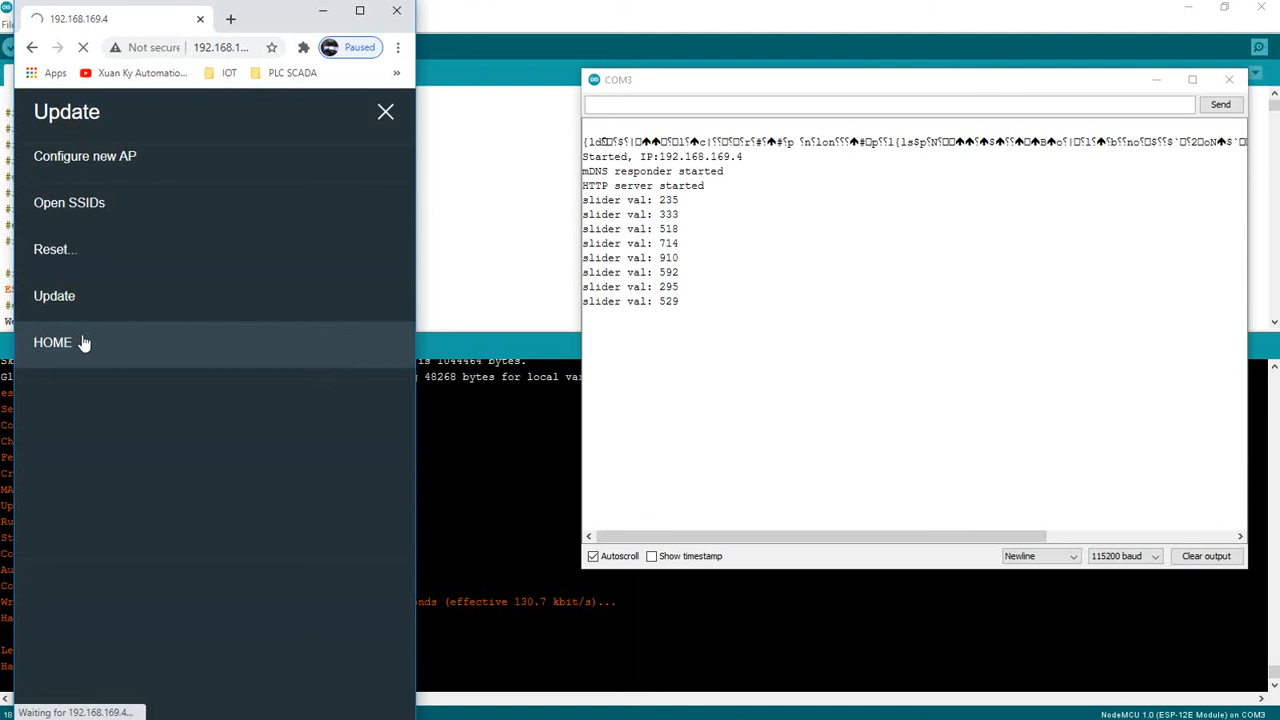 192.168.169.4
Not secure
192.168.1...
Paused
Apps
Xuan Ky Automatio...
IOT
PLC SCADA
»
Update
Configure new AP
Open SSIDs
Reset...
Update
HOME
Waiting for 192.168.169.4...
COM3
Send
Started, IP:192.168.169.4
mDNS responder started
HTTP server started
slider val: 235
slider val: 333
slider val: 518
slider val: 714
slider val: 910
slider val: 592
slider val: 295
slider val: 529
Autoscroll
Show timestamp
Newline
115200 baud
Clear output
is 1044464 bytes.
48268 bytes for local var
onds (effective 130.7 kbit/s)...
NodeMCU 1.0 (ESP-12E Module) on COM3